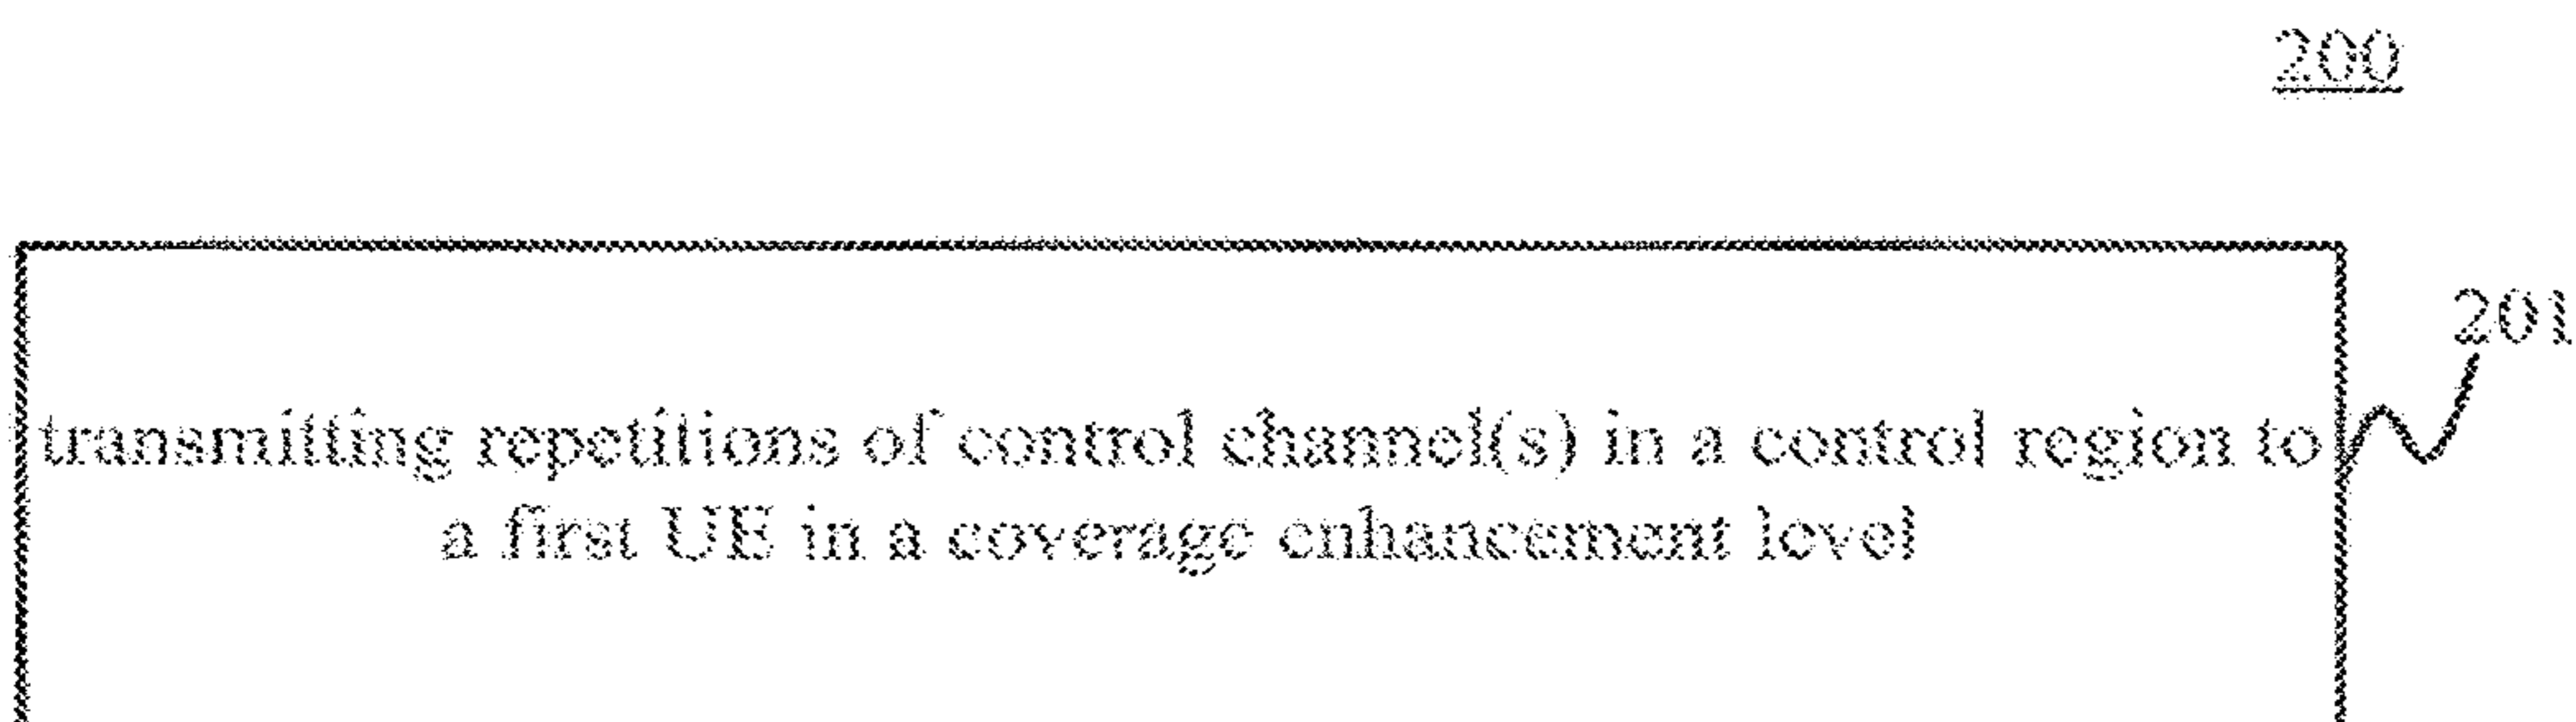 200
201
transmitting repetitions of control channel(s) in a control region to
a first UE in a coverage enhancement level